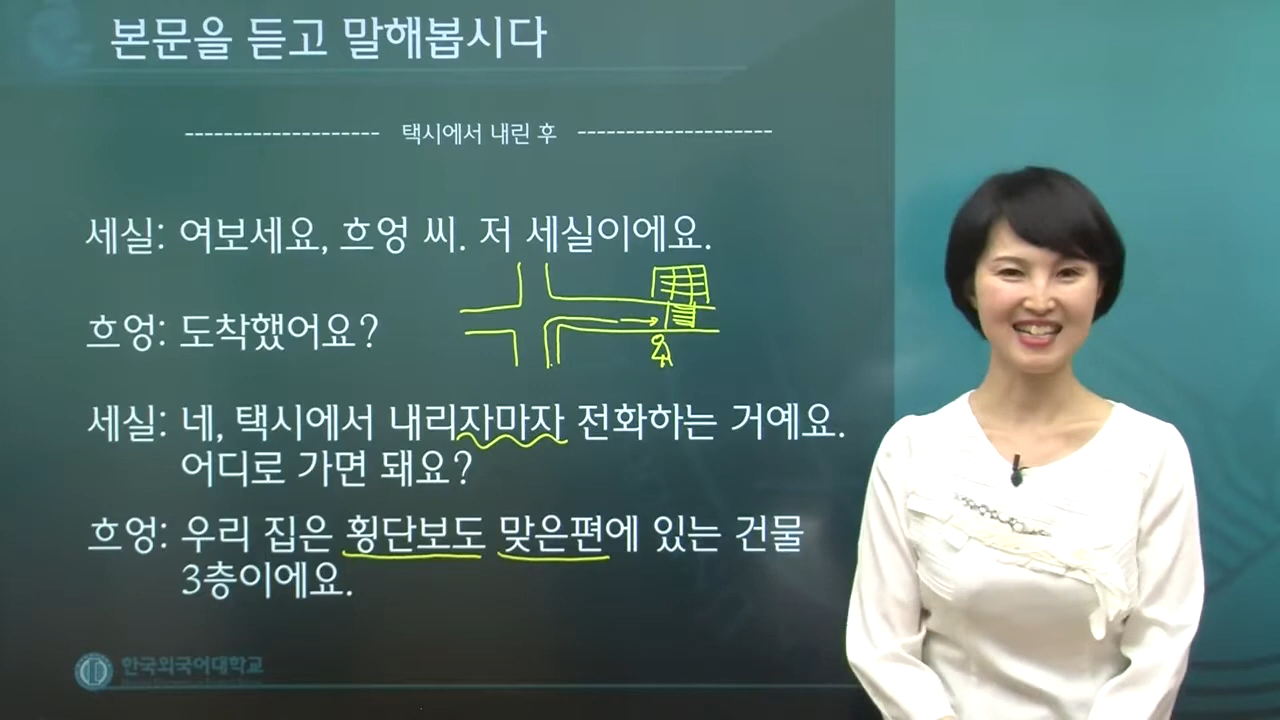 본문을 듣고 말해봅시다
-------------------- 택시에서 내린 후 --------------------
세실: 여보세요, 흐엉 씨. 저 세실이에요.
흐엉: 도착했어요?
세실: 네, 택시에서 내리자마자 전화하는 거예요.
어디로 가면 돼요?
흐엉: 우리 집은 횡단보도 맞은편에 있는 건물
3층이에요.
한국외국어대학교